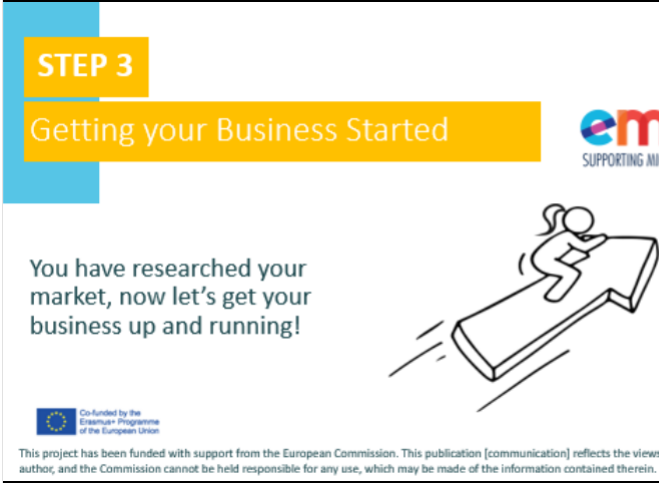 STEP 3
Getting your Business Started
em
SUPPORTING MI
You have researched your
market, now let's get your
business up and running!
Co-funded by the
Erasmus+ Programme
of the European Union
This project has been funded with support from the European Commission. This publication [communication] reflects the views
author, and the Commission cannot be held responsible for any use, which may be made of the information contained therein.